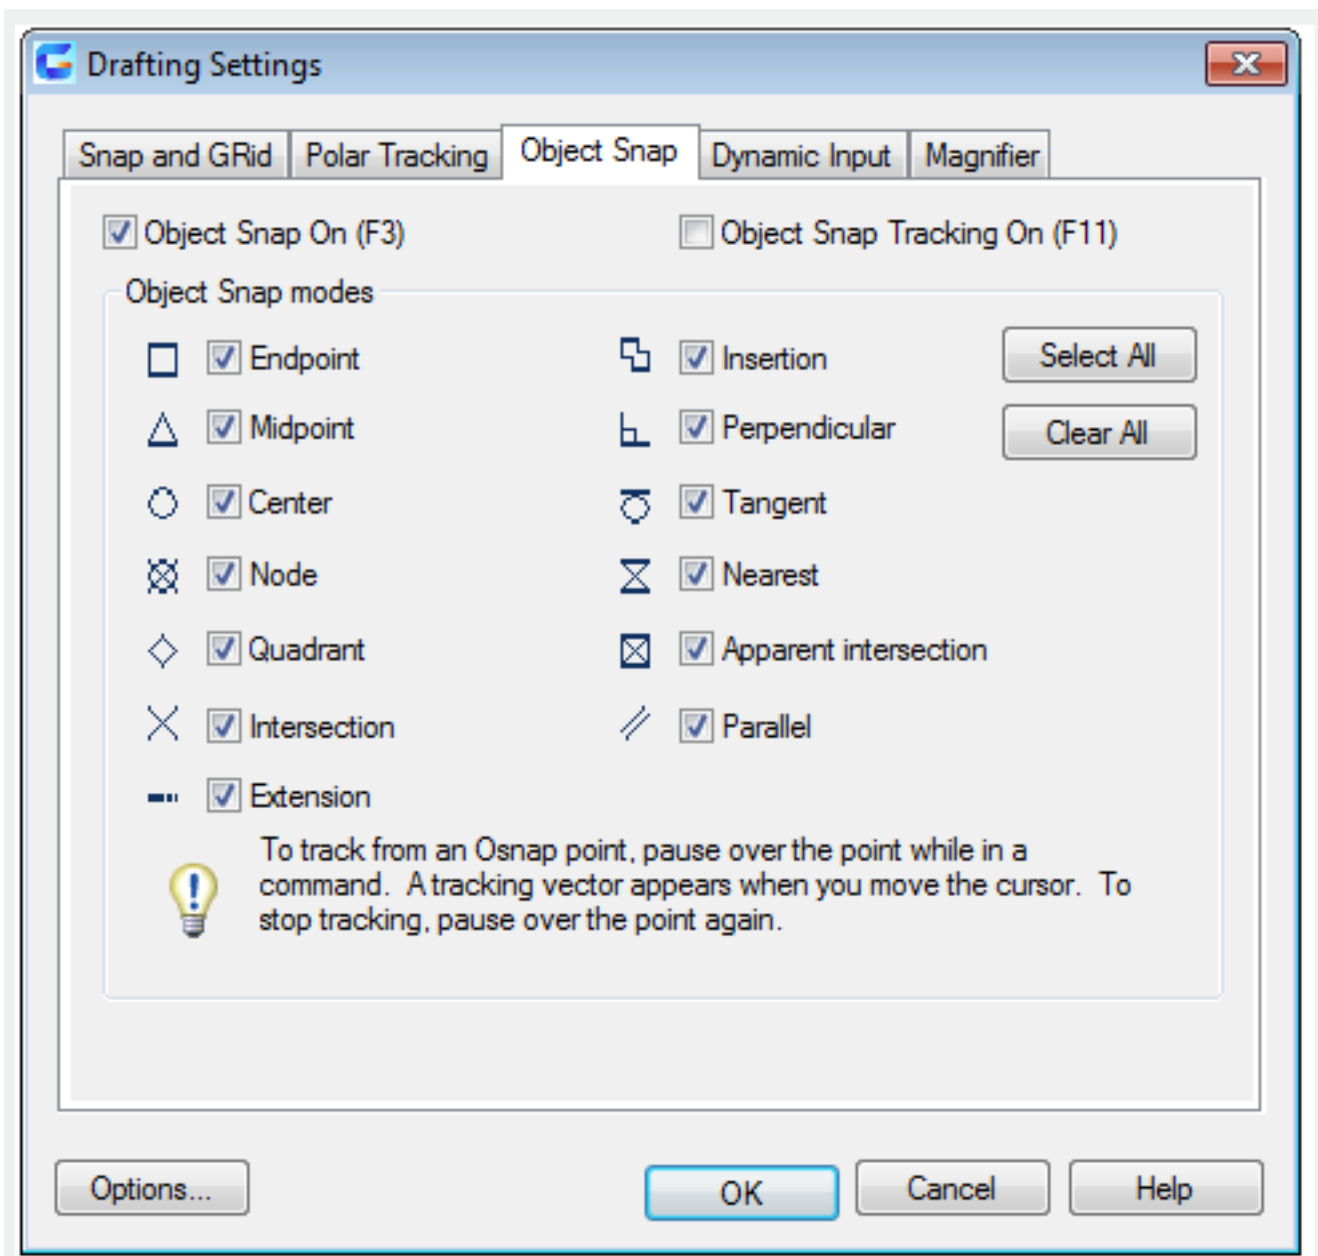 Drafting Settings
Snap and GRid
Polar Tracking
Object Snap
Dynamic Input
Magnifier
Object Snap On (F3)
Object Snap Tracking On (F11)
Object Snap modes
Endpoint
Insertion
Select All
Midpoint
Perpendicular
Clear All
Center
Tangent
Node
Nearest
Quadrant
Apparent intersection
Intersection
Parallel
Extension
To track from an Osnap point, pause over the point while in a
command. A tracking vector appears when you move the cursor. To
stop tracking, pause over the point again.
Options...
OK
Cancel
Help